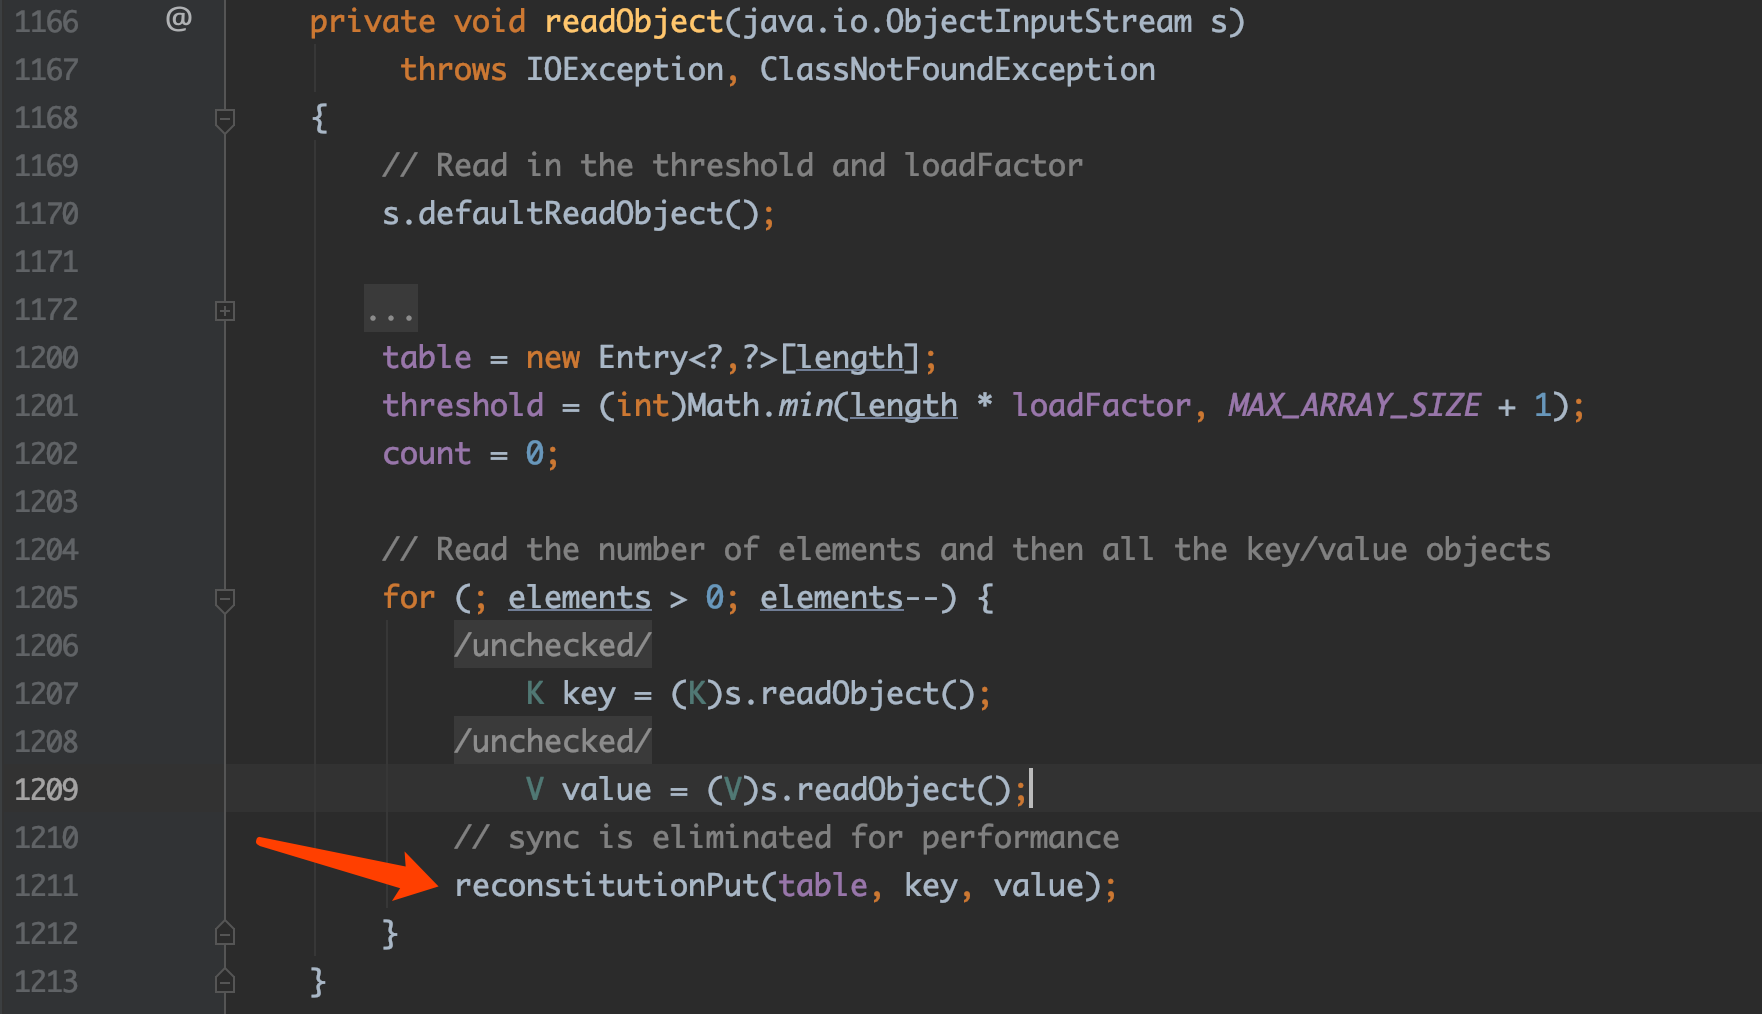 1166 @ private void readObject(java.io.ObjectInputStream s)
1167 throws IOException, ClassNotFoundException
1168 {
1169 // Read in the threshold and loadFactor
1170 s.defaultReadObject();
1171
1172 ...
1200 table = new Entry<?,?>[length];
1201 threshold = (int)Math.min(length * loadFactor, MAX_ARRAY_SIZE + 1);
1202 count = 0;
1203
1204 // Read the number of elements and then all the key/value objects
1205 for (; elements > 0; elements--) {
1206 /unchecked/
1207 K key = (K)s.readObject();
1208 /unchecked/
1209 V value = (V)s.readObject();
1210 // sync is eliminated for performance
1211 reconstitutionPut(table, key, value);
1212 }
1213 }